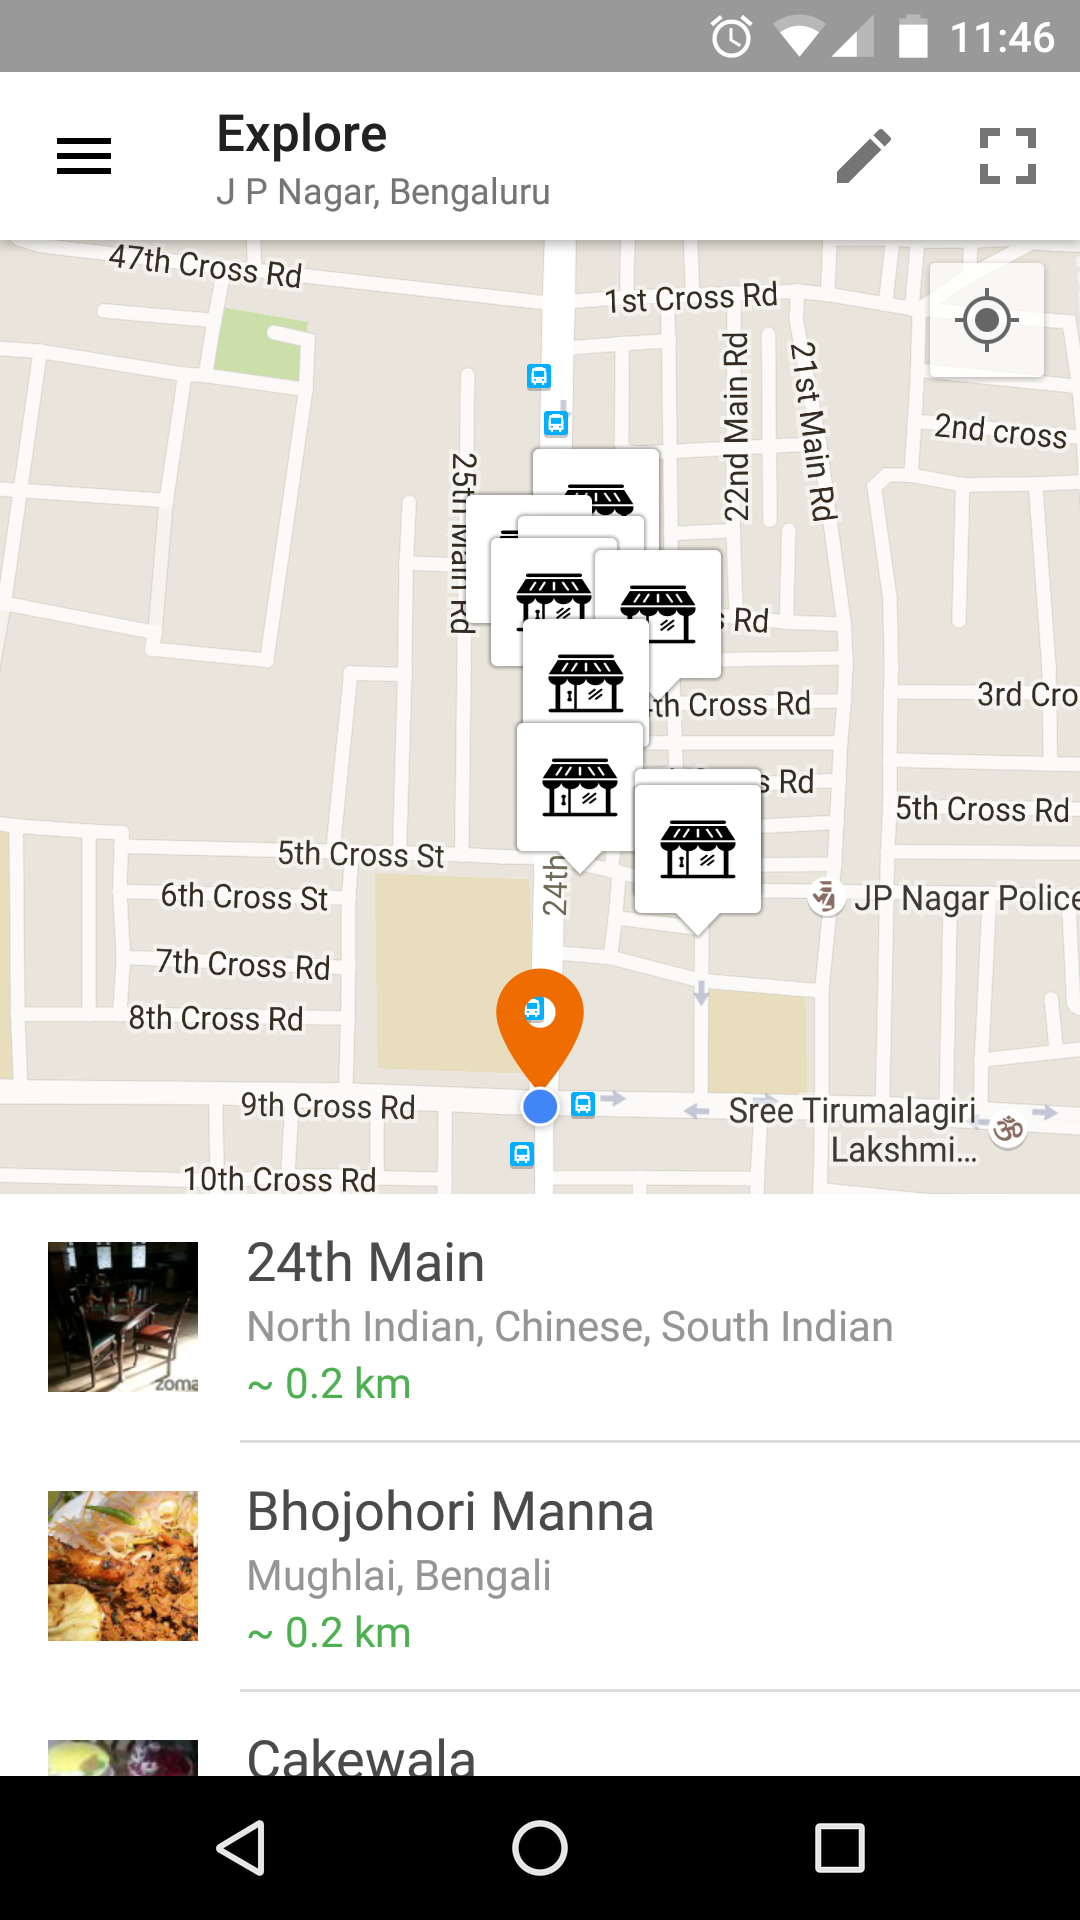 11:46
Explore
J P Nagar, Bengaluru
47th Cross Rd
1st Cross Rd
22nd Main Rd
21st Main Rd
2nd cross
25th Main Rd
Rd
4th Cross Rd
3rd Cro
s Rd
5th Cross Rd
5th Cross St
24th
6th Cross St
JP Nagar Police
7th Cross Rd
8th Cross Rd
9th Cross Rd
Sree Tirumalagiri
Lakshmi...
10th Cross Rd
24th Main
North Indian, Chinese, South Indian
~ 0.2 km
zoma
Bhojohori Manna
Mughlai, Bengali
~ 0.2 km
Cakewala